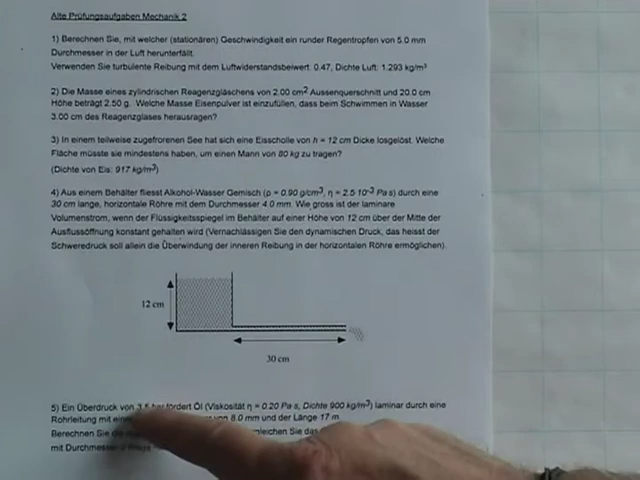 Alte Prüfungsaufgaben Mechanik 2
1) Berechnen Sie, mit welcher (stationären) Geschwindigkeit ein runder Regentropfen von 5.0 mm
Durchmesser in der Luft herunterfällt.
Verwenden Sie turbulente Reibung mit dem Luftwiderstandsbeiwert: 0.47, Dichte Luft: 1.293 kg/m³
2) Die Masse eines zylindrischen Reagenzgläschens von 2.00 cm² Aussenquerschnitt und 20.0 cm
Höhe beträgt 2.50 g. Welche Masse Eisenpulver ist einzufüllen, dass beim Schwimmen in Wasser
3.00 cm des Reagenzglases herausragen?
3) In einem teilweise zugefrorenen See hat sich eine Eisscholle von h = 12 cm Dicke losgelöst. Welche
Fläche müsste sie mindestens haben, um einen Mann von 80 kg zu tragen?
(Dichte von Eis: 917 kg/m³)
4) Aus einem Behälter fliesst Alkohol-Wasser Gemisch (ρ = 0.90 g/cm³, η = 2.5·10⁻³ Pa s) durch eine
30 cm lange, horizontale Röhre mit dem Durchmesser 4.0 mm. Wie gross ist der laminare
Volumenstrom, wenn der Flüssigkeitsspiegel im Behälter auf einer Höhe von 12 cm über der Mitte der
Ausflussöffnung konstant gehalten wird (Vernachlässigen Sie den dynamischen Druck, das heisst der
Schweredruck soll allein die Überwindung der inneren Reibung in der horizontalen Röhre ermöglichen).
12 cm
30 cm
5) Ein Überdruck von 3.5 bar fördert Öl (Viskosität η = 0.20 Pa s, Dichte 900 kg/m³) laminar durch eine
Rohrleitung mit von 8.0 mm und der Länge 17 m.
Berechnen Sie Sie das
mit Durchmesser